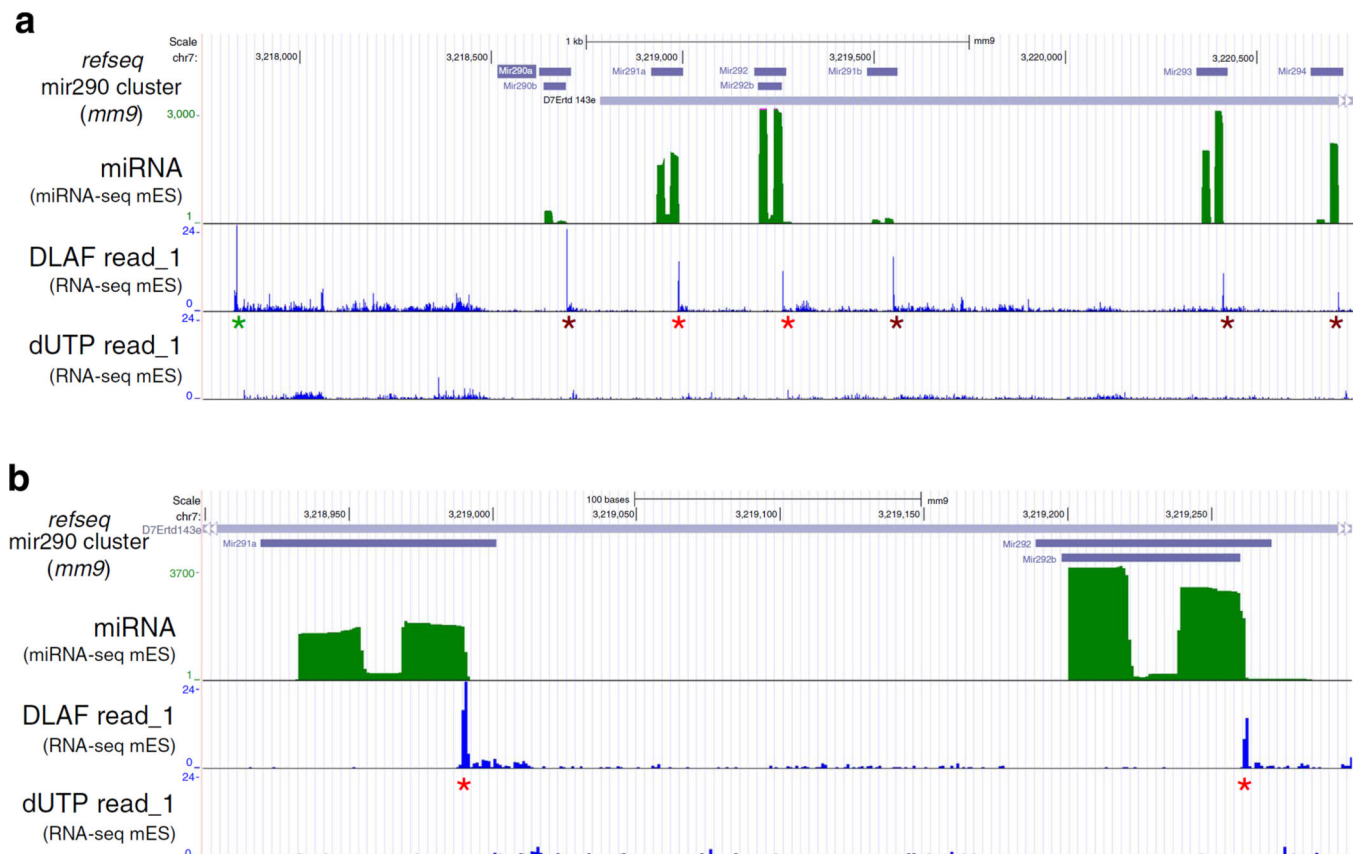 a
Scale 1 kb mm9
chr7: 3,218,000 3,218,500 3,219,000 3,219,500 3,220,000 3,220,500
refseq
mir290 cluster
(mm9)
Mir290a Mir291a Mir292 Mir291b Mir293 Mir294
Mir290b Mir292b
D7Ertd 143e
3,000
miRNA
(miRNA-seq mES)
1
24
DLAF read_1
(RNA-seq mES)
0
* * * * * * *
24
dUTP read_1
(RNA-seq mES)
0
b
Scale 100 bases mm9
chr7: 3,218,950 3,219,000 3,219,050 3,219,100 3,219,150 3,219,200 3,219,250
refseq
mir290 cluster
(mm9)
D7Ertd143e
Mir291a Mir292
Mir292b
3700
miRNA
(miRNA-seq mES)
1
24
DLAF read_1
(RNA-seq mES)
0
* *
24
dUTP read_1
(RNA-seq mES)
0